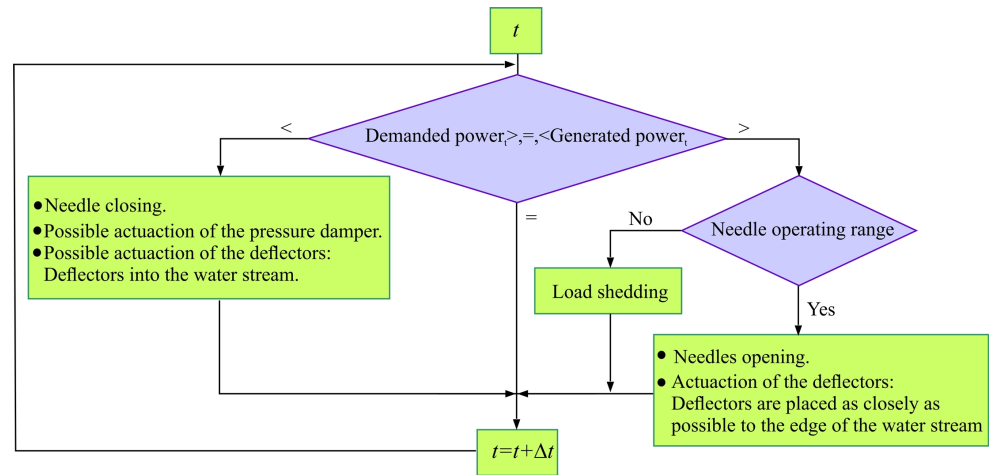 t
Demanded powerₜ>,=,<Generated powerₜ
<
>
=
●Needle closing.
●Possible actuaction of the pressure damper.
●Possible actuaction of the deflectors:
Deflectors into the water stream.
No
Needle operating range
Load shedding
Yes
● Needles opening.
● Actuaction of the deflectors:
Deflectors are placed as closely as
possible to the edge of the water stream
t=t+Δt